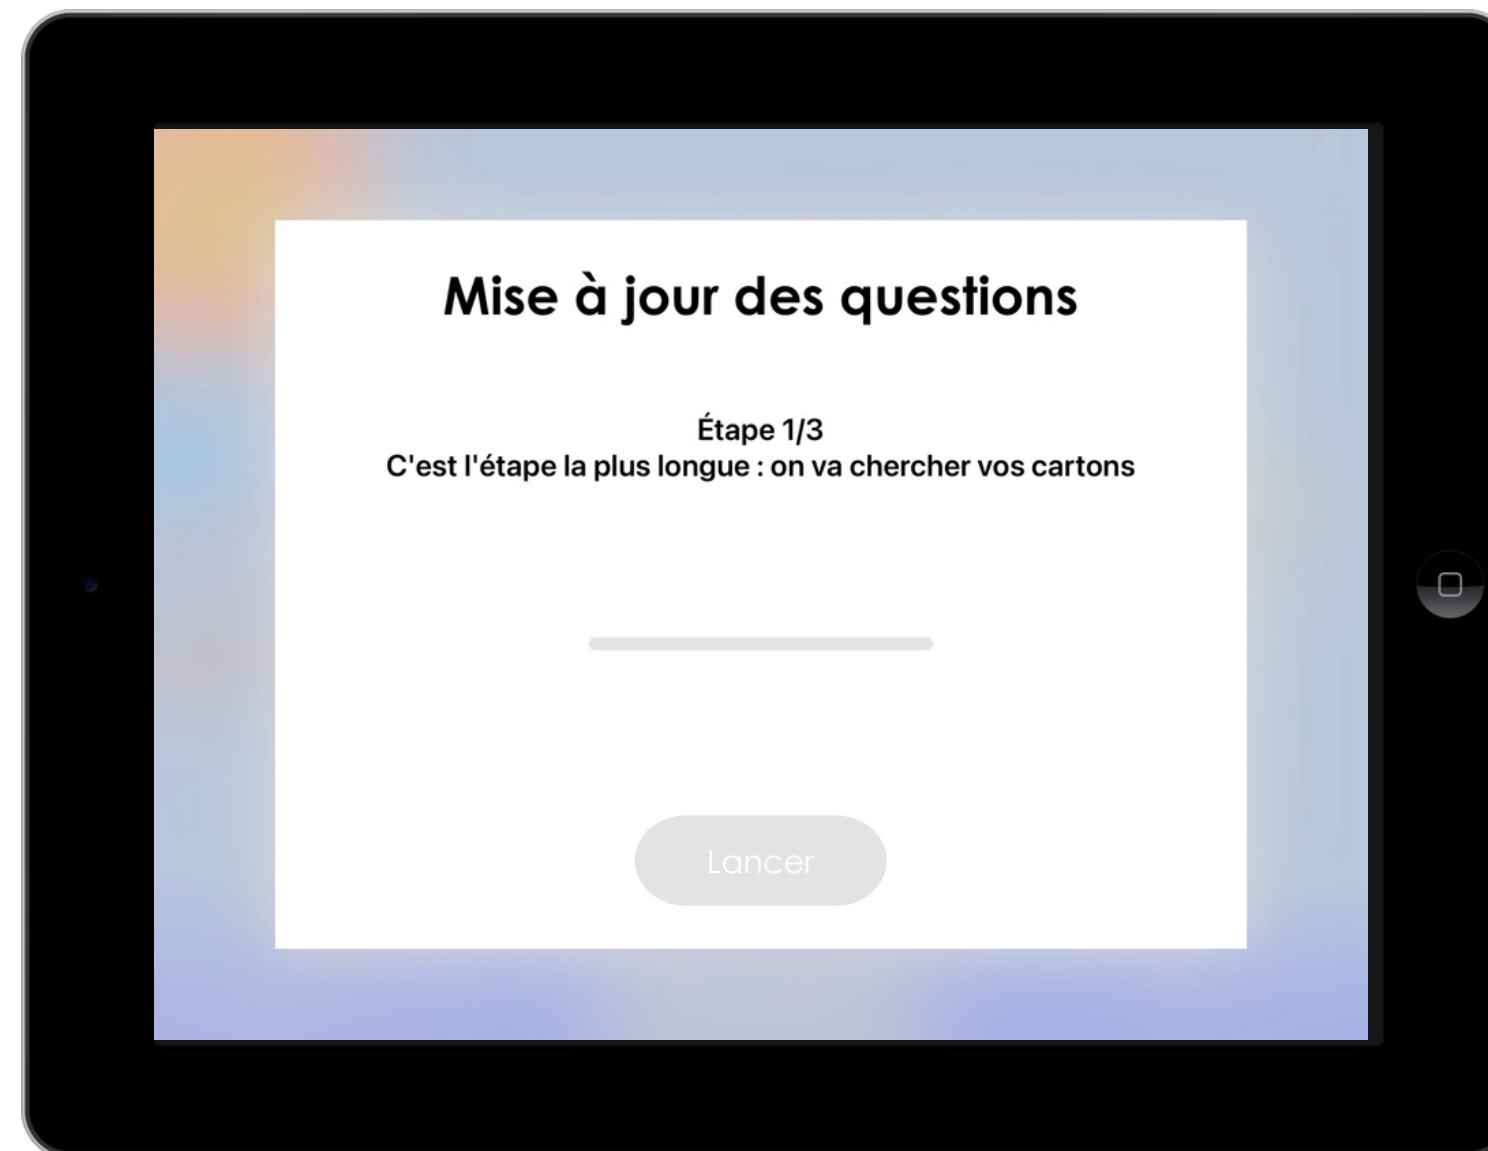 Mise à jour des questions
Étape 1/3
C'est l'étape la plus longue : on va chercher vos cartons
Lancer